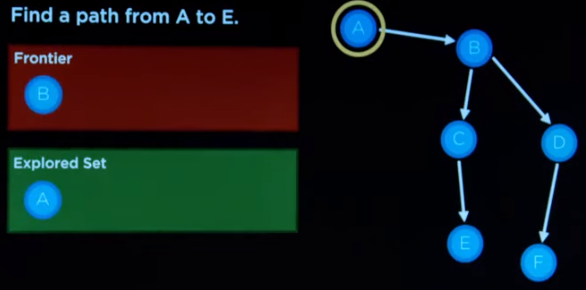 Find a path from A to E.
Frontier
B
Explored Set
A
A
B
C
D
E
F